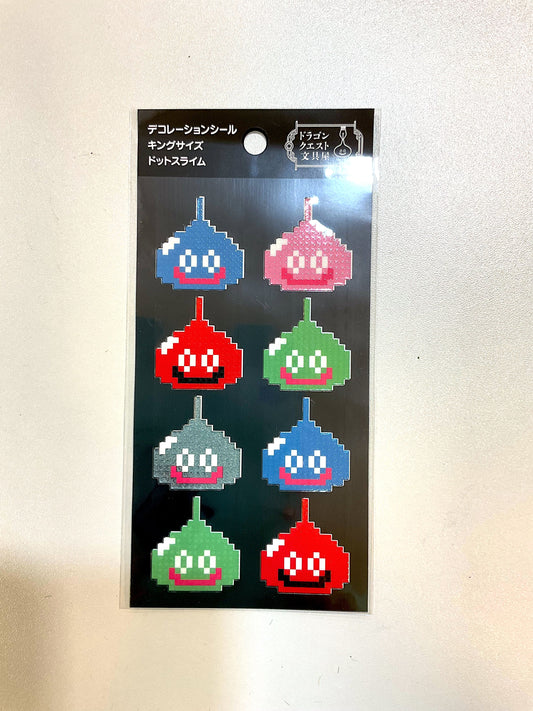 デコレーションシール
キングサイズ
ドットスライム
ドラゴン
クエスト
文具屋